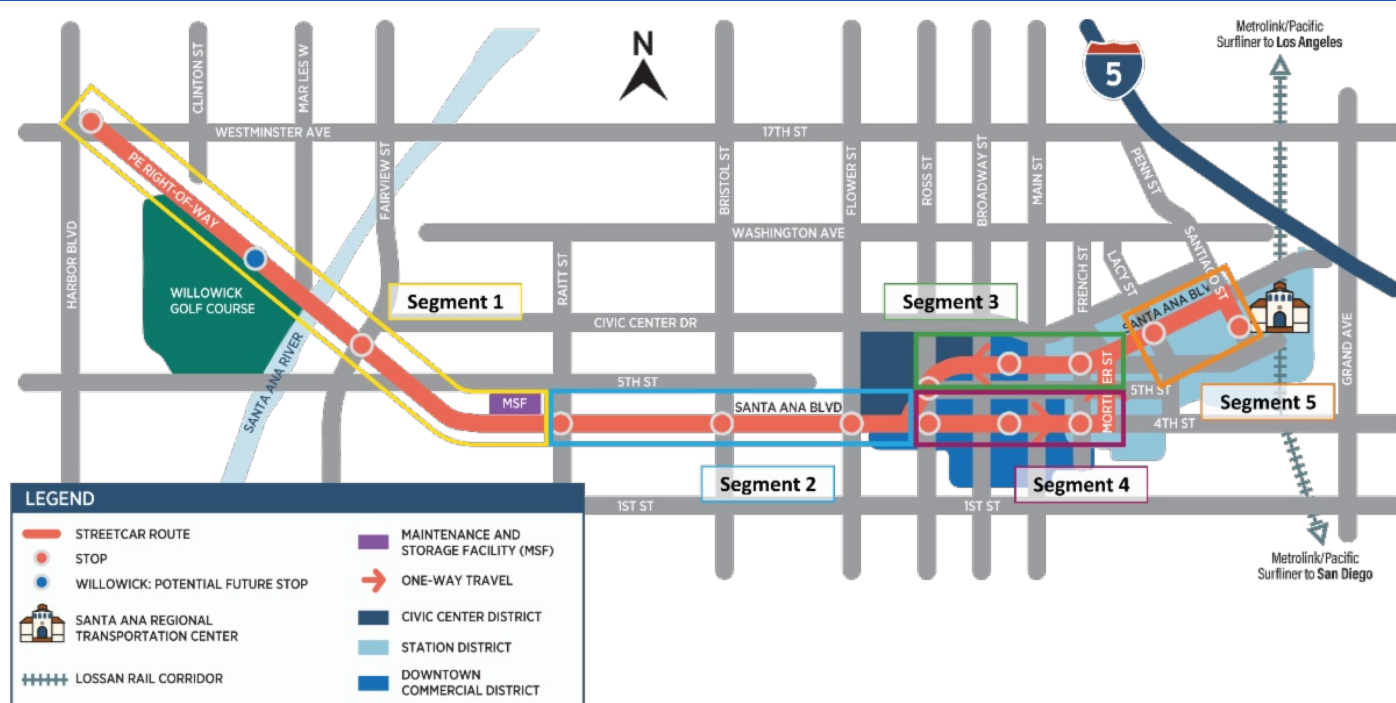 Metrolink/Pacific
Surfliner to Los Angeles
N
5
CLINTON ST
MAR LES W
WESTMINSTER AVE
17TH ST
PE RIGHT-OF-WAY
FAIRVIEW ST
BRISTOL ST
FLOWER ST
ROSS ST
BROADWAY ST
MAIN ST
PENN ST
HARBOR BLVD
WASHINGTON AVE
SANTIAGO ST
WILLOWICK
GOLF COURSE
RAITT ST
FRENCH ST
LACY ST
Segment 1
Segment 3
CIVIC CENTER DR
SANTA ANA BLV
SANTA ANA RIVER
5TH ST
MORTIMER ST
5TH ST
GRAND AVE
MSF
SANTA ANA BLVD
Segment 5
4TH ST
Segment 2
Segment 4
1ST ST
1ST ST
Metrolink/Pacific
Surfliner to San Diego
LEGEND
STREETCAR ROUTE
STOP
WILLOWICK: POTENTIAL FUTURE STOP
SANTA ANA REGIONAL
TRANSPORTATION CENTER
LOSSAN RAIL CORRIDOR
MAINTENANCE AND
STORAGE FACILITY (MSF)
ONE-WAY TRAVEL
CIVIC CENTER DISTRICT
STATION DISTRICT
DOWNTOWN
COMMERCIAL DISTRICT